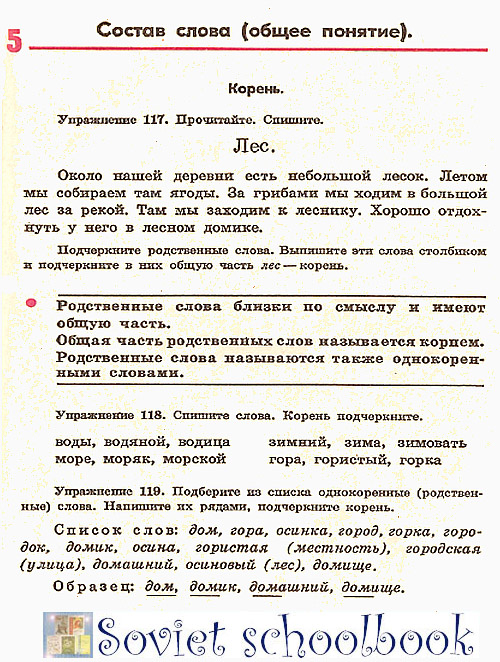 5
Состав слова (общее понятие).
Корень.
Упражнение 117. Прочитайте. Спишите.
Лес.
Около нашей деревни есть небольшой лесок. Летом
мы собираем там ягоды. За грибами мы ходим в большой
лес за рекой. Там мы заходим к леснику. Хорошо отдох-
нуть у него в лесном домике.
Подчеркните родственные слова. Выпишите эти слова столбиком
и подчеркните в них общую часть лес — корень.
Родственные слова близки по смыслу и имеют
общую часть.
Общая часть родственных слов называется корнем.
Родственные слова называются также однокорен-
ными словами.
Упражнение 118. Спишите слова. Корень подчеркните.
воды, водяной, водица зимний, зима, зимовать
море, моряк, морской гора, гористый, горка
Упражнение 119. Подберите из списка однокоренные (родствен-
ные) слова. Напишите их рядами, подчеркните корень.
Список слов: дом, гора, осинка, город, горка, горо-
док, домик, осина, гористая (местность), городская
(улица), домашний, осиновый (лес), домище.
Образец: дом, домик, домашний, домище.
Soviet schoolbook